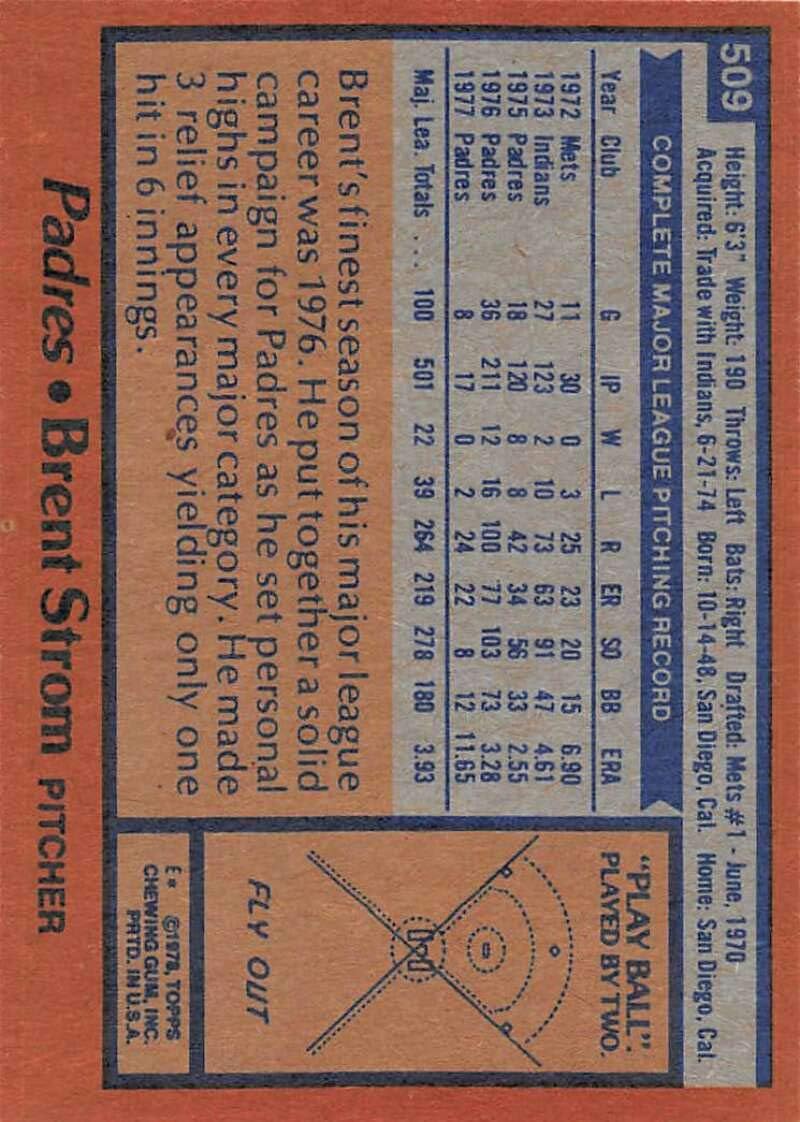 509
Height: 6'3" Weight: 190 Throws: Left Bats: Right Drafted: Mets #1 - June, 1970
Acquired: Trade with Indians, 6-21-74 Born: 10-14-48, San Diego, Cal. Home: San Diego, Cal.
COMPLETE MAJOR LEAGUE PITCHING RECORD
Year Club G IP W L R ER SO BB ERA
1972 Mets 11 30 0 3 25 23 20 15 6.90
1973 Indians 27 123 2 10 73 63 91 47 4.61
1975 Padres 18 120 8 8 42 34 56 33 2.55
1976 Padres 36 211 12 16 100 77 103 73 3.28
1977 Padres 8 17 0 2 24 22 8 12 11.65
Maj. Lea. Totals ... 100 501 22 39 264 219 278 180 3.93
Brent's finest season of his major league
career was 1976. He put together a solid
campaign for Padres as he set personal
highs in every major category. He made
3 relief appearances yielding only one
hit in 6 innings.
"PLAY BALL":
PLAYED BY TWO.
FLY OUT
E* ©1978, TOPPS
CHEWING GUM, INC.
PRTD. IN U.S.A.
Padres • Brent Strom PITCHER